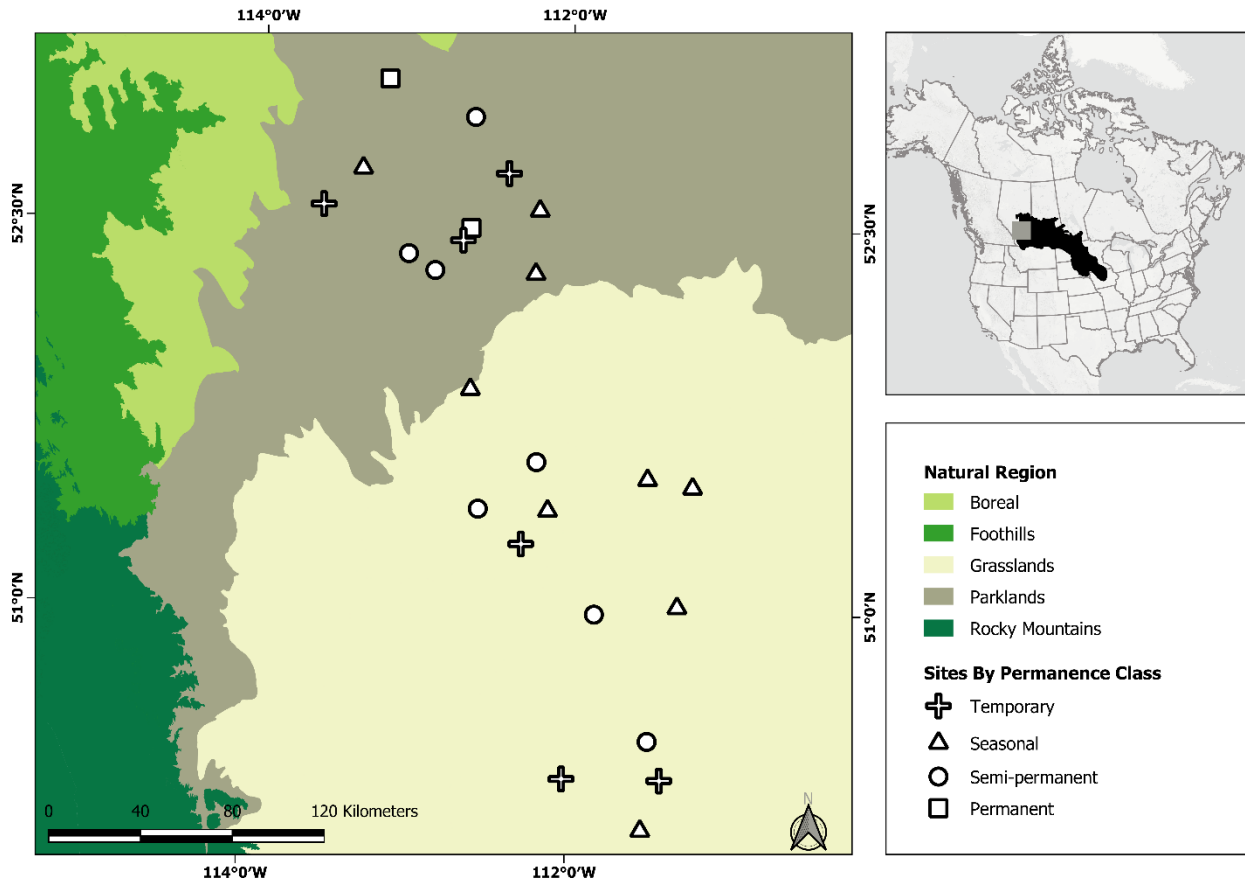 114°0'W 112°0'W
52°30'N
52°30'N
51°0'N
51°0'N
0 40 80 120 Kilometers
N
114°0'W 112°0'W
Natural Region
Boreal
Foothills
Grasslands
Parklands
Rocky Mountains
Sites By Permanence Class
Temporary
Seasonal
Semi-permanent
Permanent